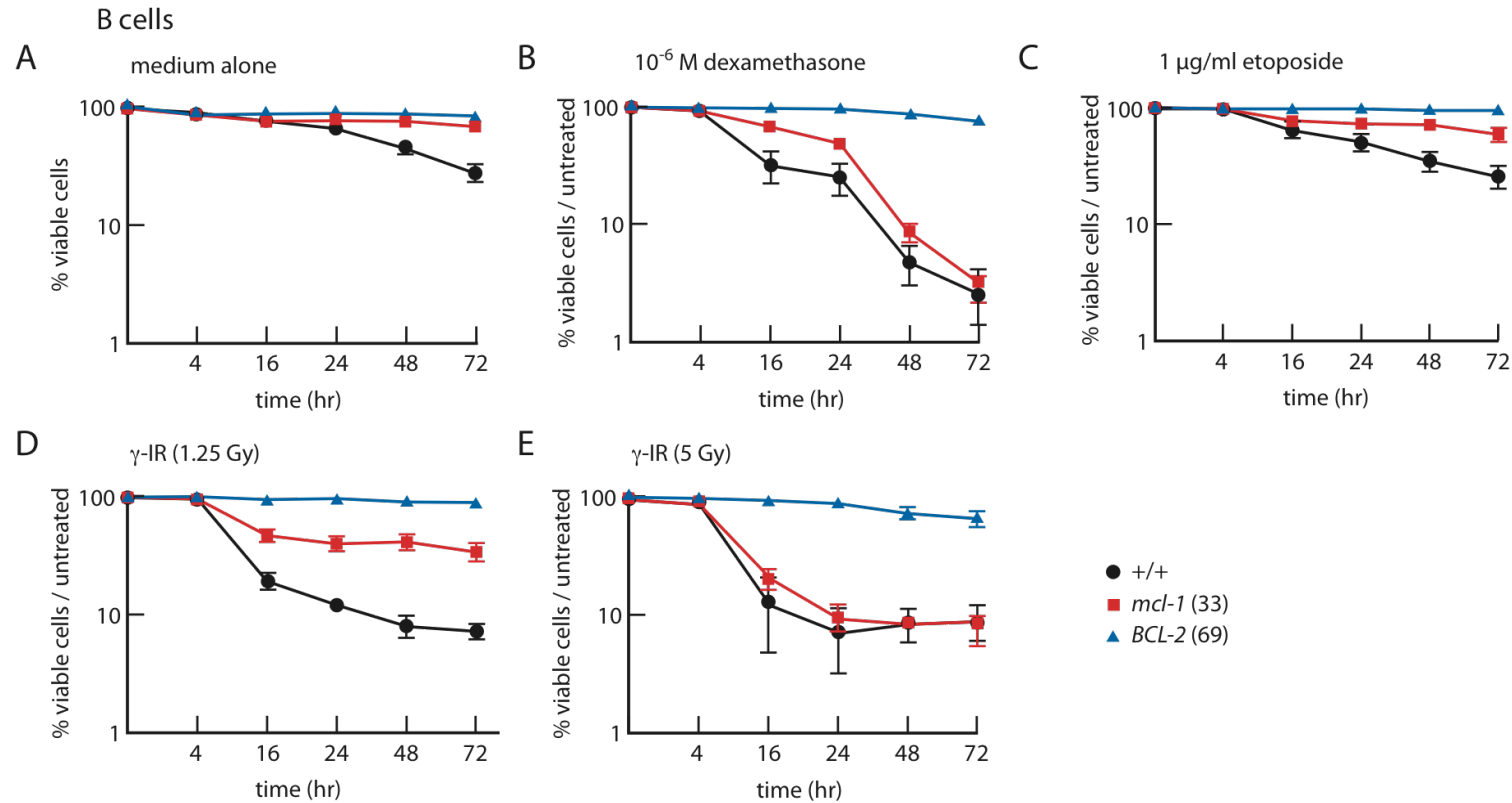 B cells
A
medium alone
% viable cells
100
10
1
4 16 24 48 72
time (hr)
B
10⁻⁶ M dexamethasone
% viable cells / untreated
100
10
1
4 16 24 48 72
time (hr)
C
1 µg/ml etoposide
% viable cells / untreated
100
10
1
4 16 24 48 72
time (hr)
D
γ-IR (1.25 Gy)
% viable cells / untreated
100
10
1
4 16 24 48 72
time (hr)
E
γ-IR (5 Gy)
% viable cells / untreated
100
10
1
4 16 24 48 72
time (hr)
+/+
mcl-1 (33)
BCL-2 (69)